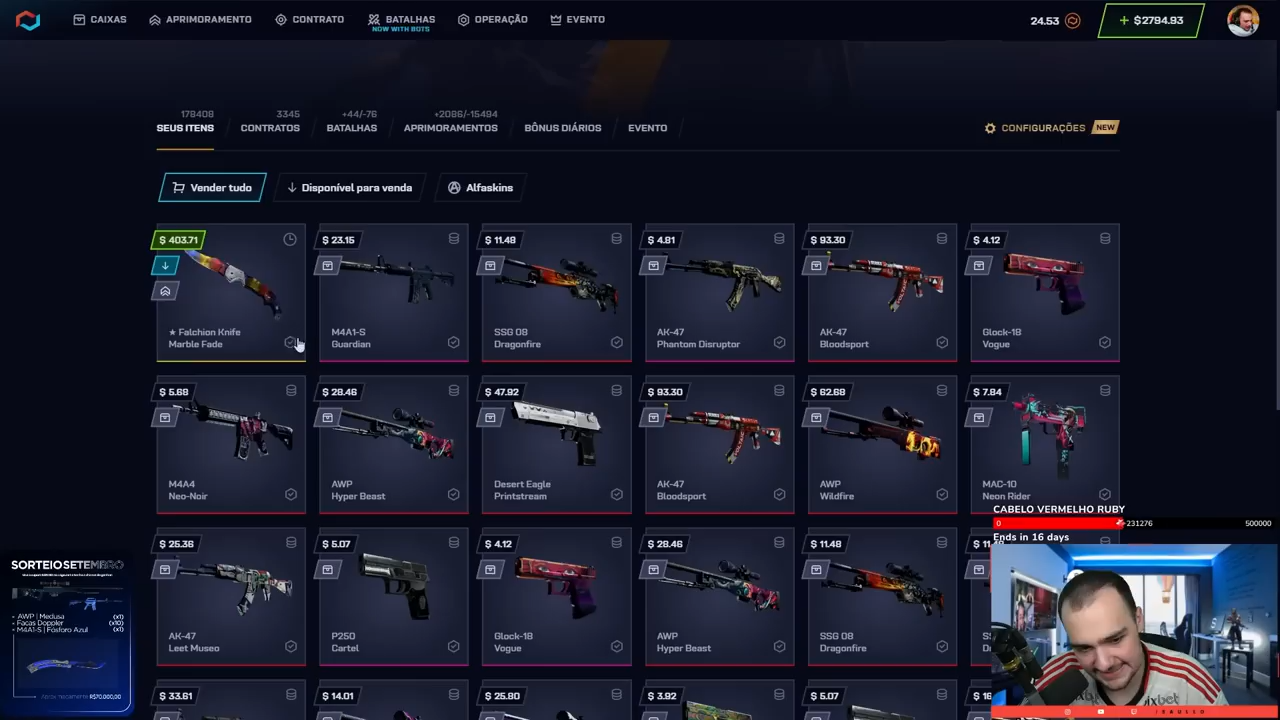 CAIXAS
APRIMORAMENTO
CONTRATO
BATALHAS
NOW WITH BOTS
OPERAÇÃO
EVENTO
24.53
+ $2794.93
178408
SEUS ITENS
3345
CONTRATOS
+44/-76
BATALHAS
+2086/-15494
APRIMORAMENTOS
BÔNUS DIÁRIOS
EVENTO
CONFIGURAÇÕES NEW
Vender tudo
Disponível para venda
Alfaskins
$ 403.71
★ Falchion Knife
Marble Fade
$ 23.15
M4A1-S
Guardian
$ 11.48
SSG 08
Dragonfire
$ 4.81
AK-47
Phantom Disruptor
$ 93.30
AK-47
Bloodsport
$ 4.12
Glock-18
Vogue
$ 5.68
M4A4
Neo-Noir
$ 28.46
AWP
Hyper Beast
$ 47.92
Desert Eagle
Printstream
$ 93.30
AK-47
Bloodsport
$ 62.68
AWP
Wildfire
$ 7.84
MAC-10
Neon Rider
CABELO VERMELHO RUBY
0
231276
500000
Ends in 16 days
$ 25.36
AK-47
Leet Museo
$ 5.07
P250
Cartel
$ 4.12
Glock-18
Vogue
$ 28.46
AWP
Hyper Beast
$ 11.48
SSG 08
Dragonfire
$ 33.61
$ 14.01
$ 3.92
$ 5.07
SORTEIO SETEMBRO
- AWP | Medusa (x1)
- Facas Doppler (x10)
- M4A1-S | Fósforo Azul (x1)
R$70.000,00